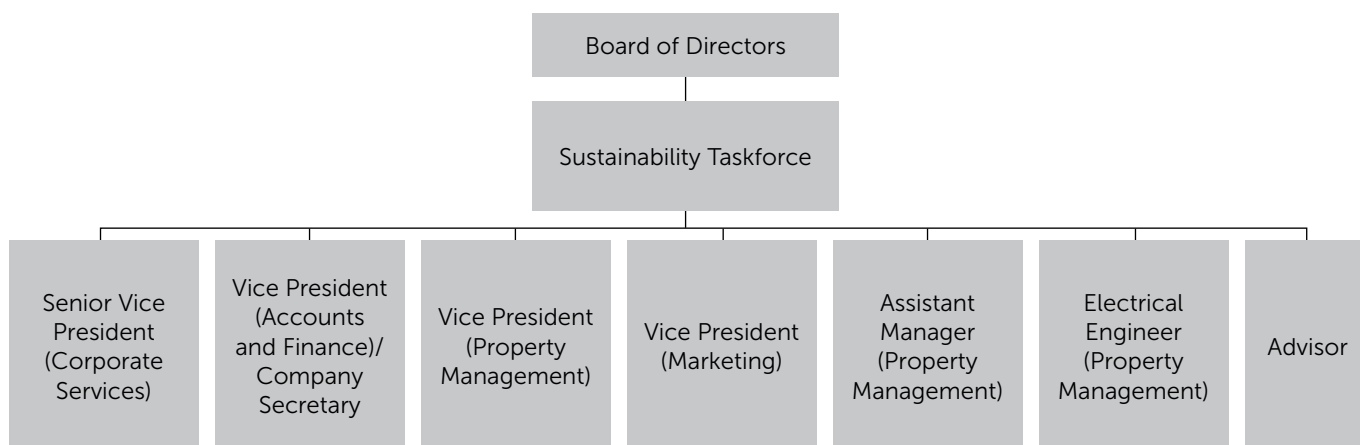 Board of Directors
Sustainability Taskforce
Senior Vice
President
(Corporate
Services)
Vice President
(Accounts
and Finance)/
Company
Secretary
Vice President
(Property
Management)
Vice President
(Marketing)
Assistant
Manager
(Property
Management)
Electrical
Engineer
(Property
Management)
Advisor